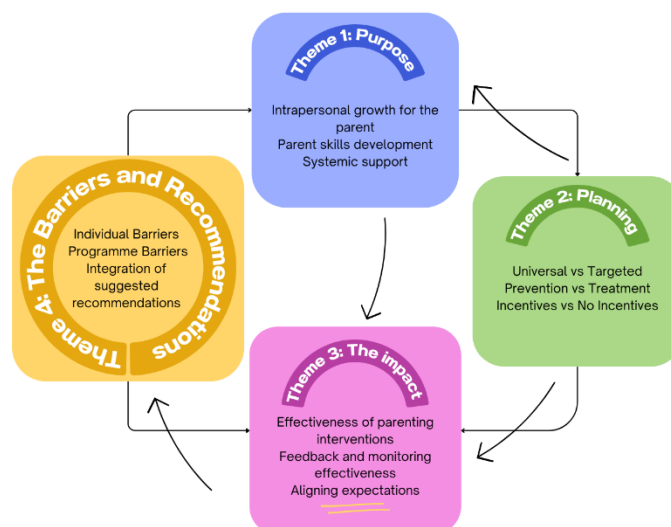 Theme 1: Purpose
Intrapersonal growth for the
parent
Parent skills development
Systemic support
Theme 2: Planning
Universal vs Targeted
Prevention vs Treatment
Incentives vs No Incentives
Theme 3: The impact
Effectiveness of parenting
interventions
Feedback and monitoring
effectiveness
Aligning expectations
Theme 4: The Barriers and Recommendations
Individual Barriers
Programme Barriers
Integration of
suggested
recommendations